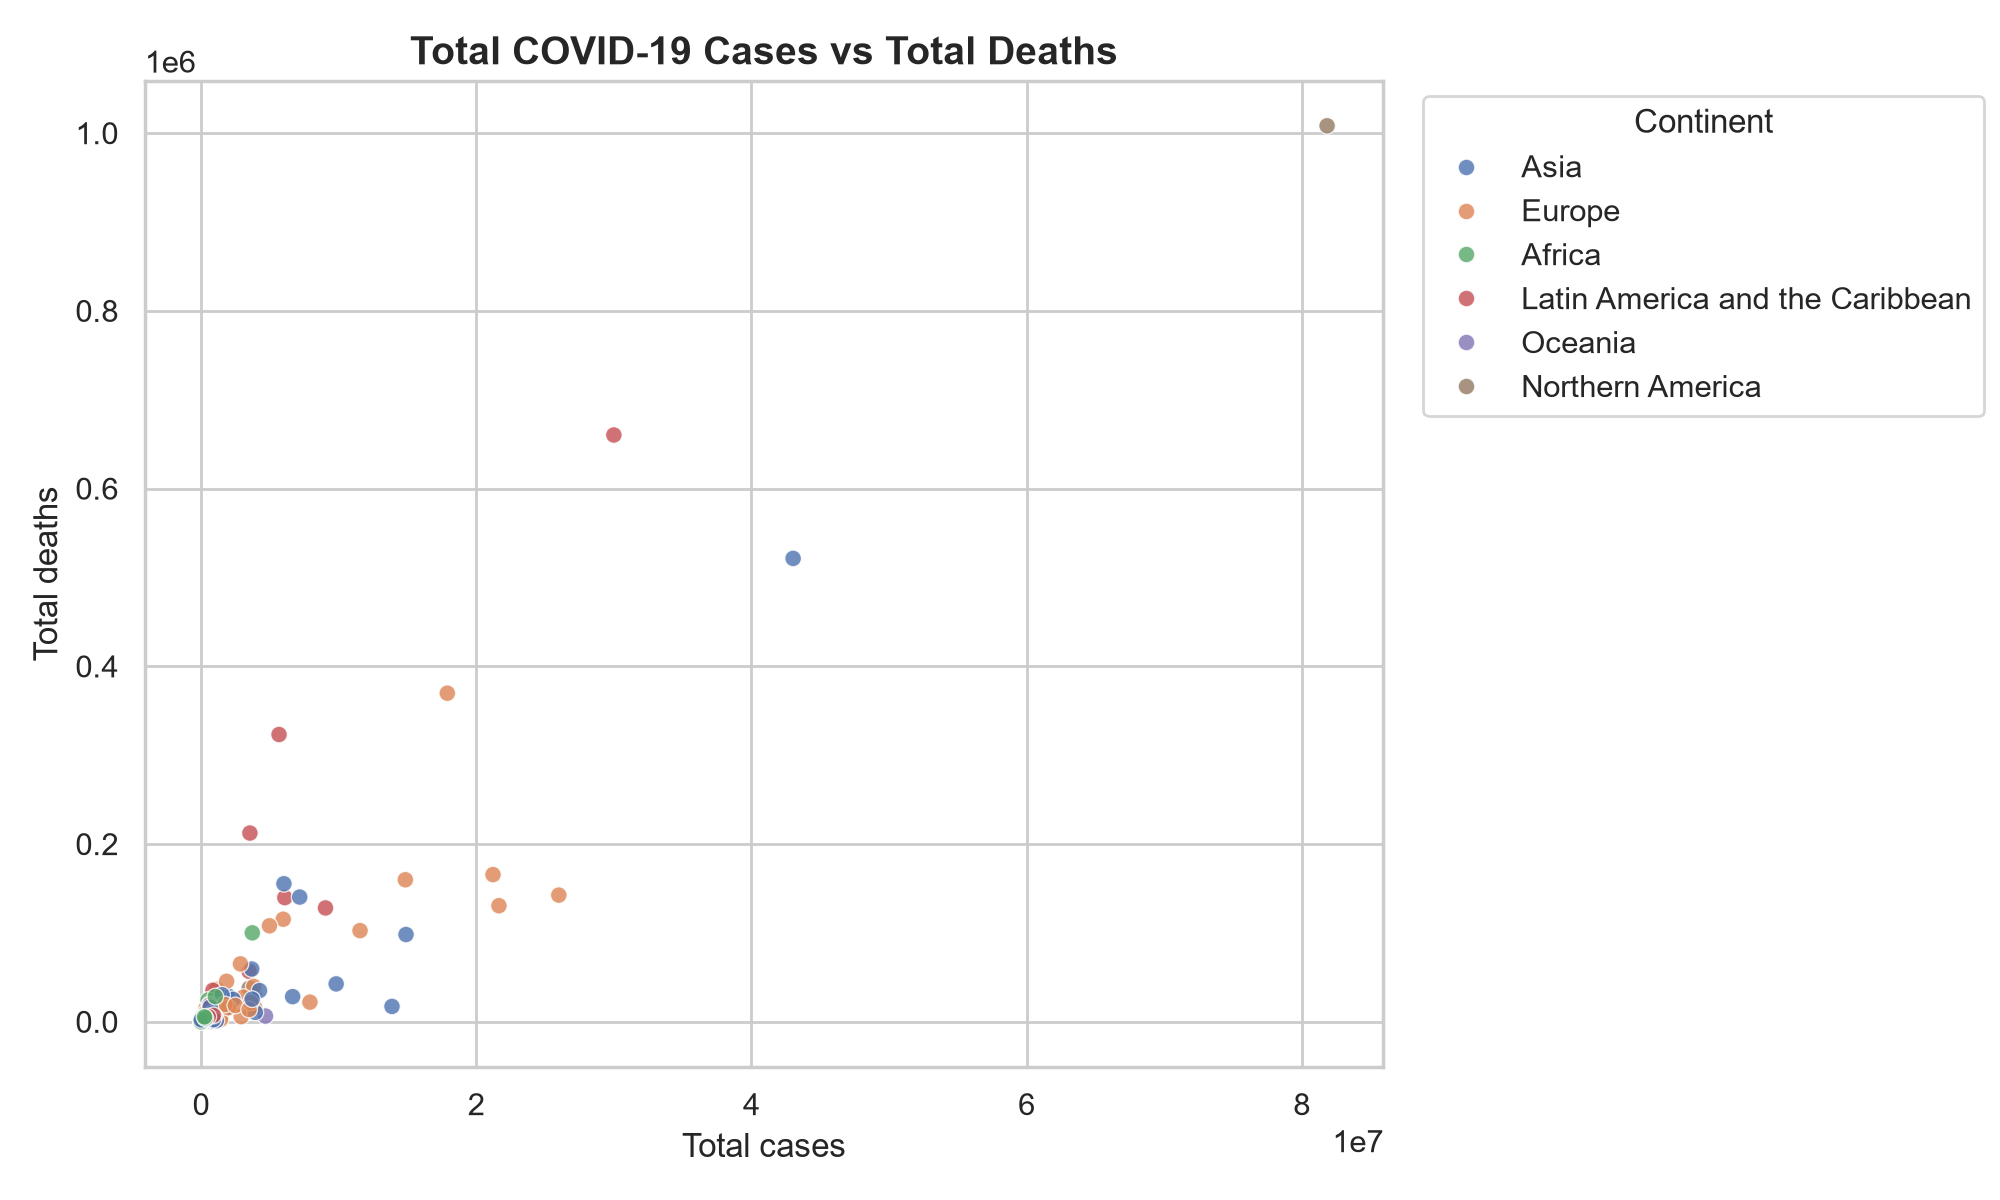 Total COVID-19 Cases vs Total Deaths
1e6
1.0
0.8
0.6
0.4
0.2
0.0
Total deaths
0 2 4 6 8
1e7
Total cases
Continent
Asia
Europe
Africa
Latin America and the Caribbean
Oceania
Northern America